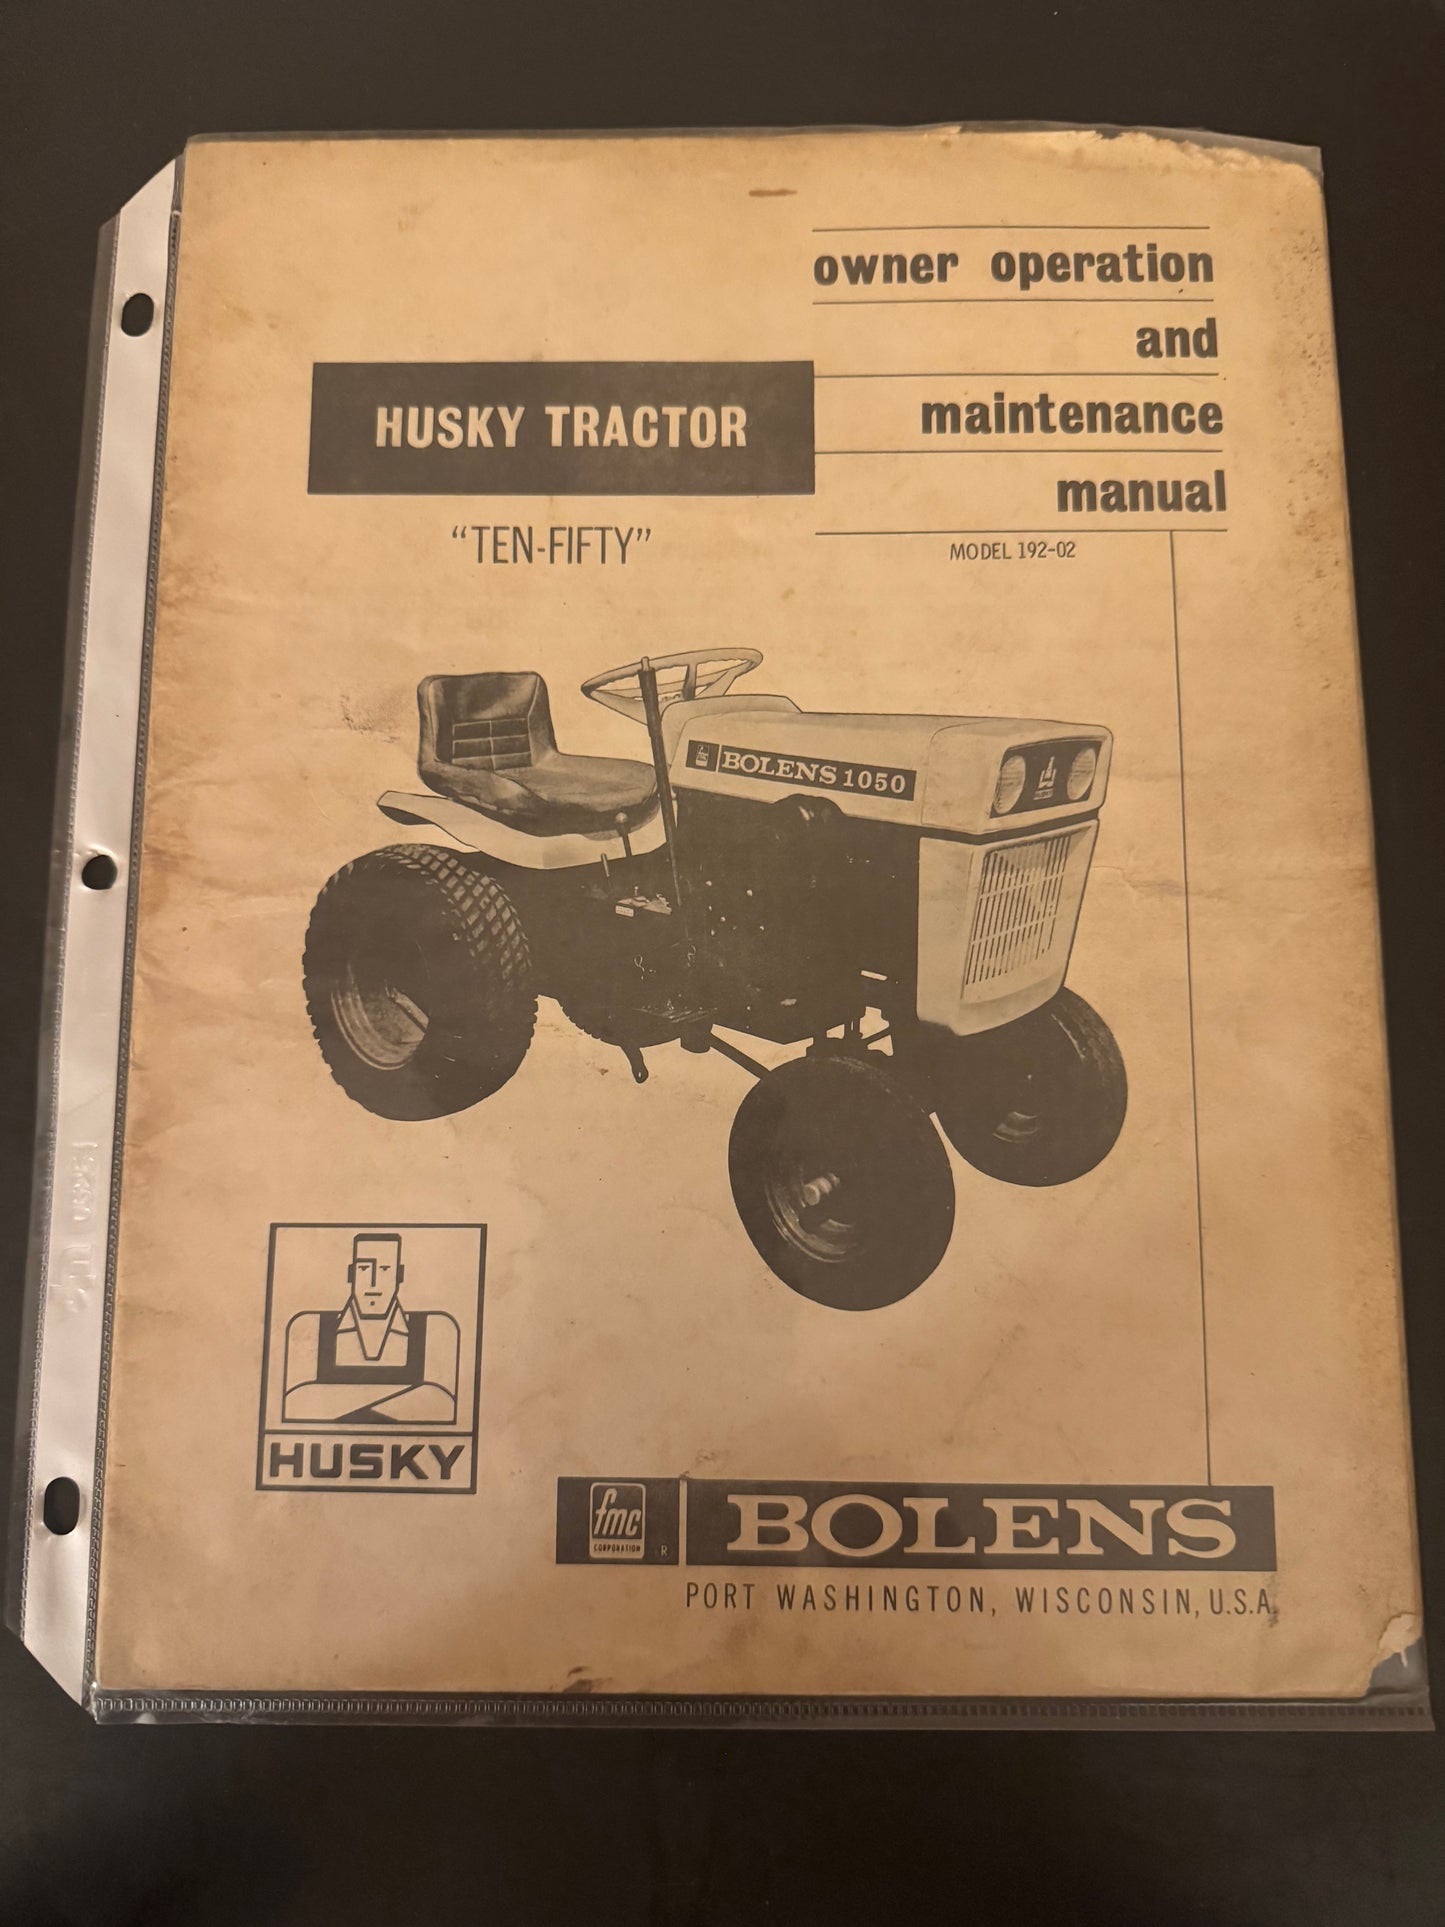 owner operation
and
maintenance
manual
HUSKY TRACTOR
“TEN-FIFTY”
MODEL 192-02
BOLENS 1050
HUSKY
fmc
CORPORATION
R
BOLENS
PORT WASHINGTON, WISCONSIN, U.S.A.